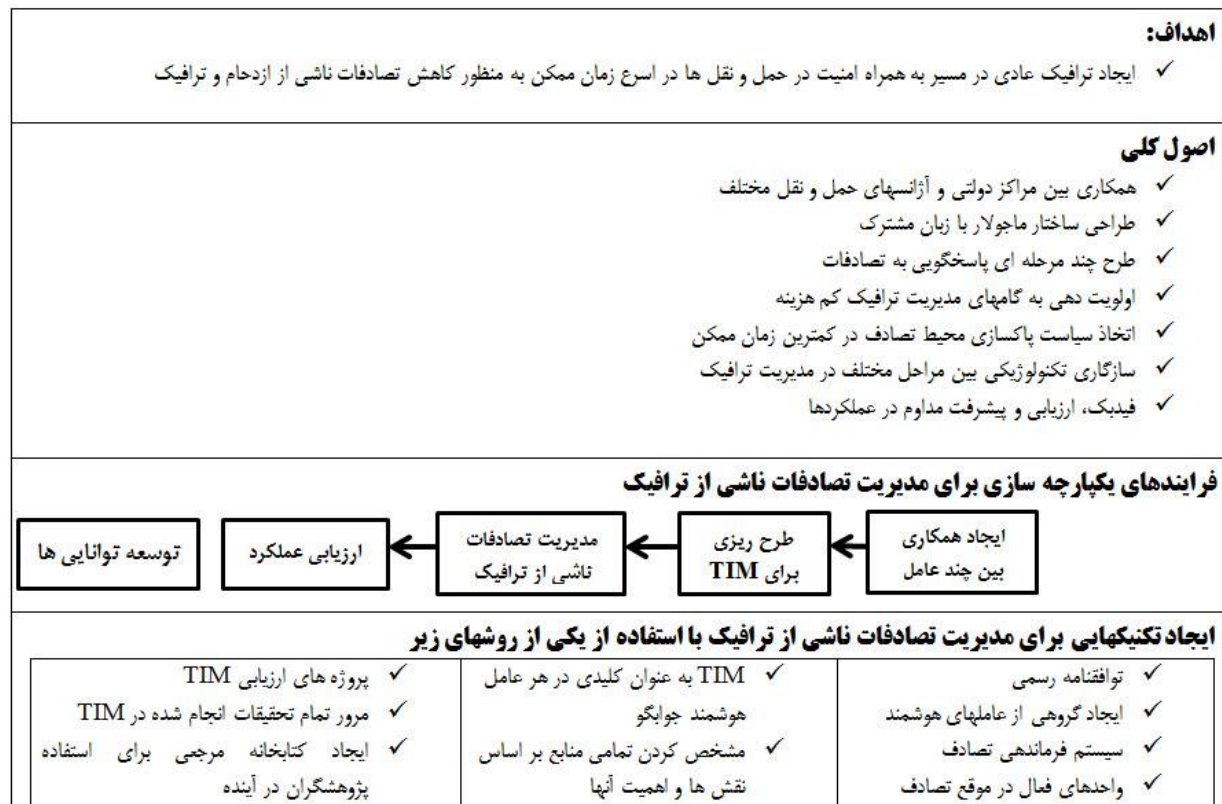 اهداف:
✓ ایجاد ترافیک عادی در مسیر به همراه امنیت در حمل و نقل ها در اسرع زمان ممکن به منظور کاهش تصادفات ناشی از ازدحام و ترافیک
اصول کلی
✓ همکاری بین مراکز دولتی و آژانسهای حمل و نقل مختلف
✓ طراحی ساختار ماجولار با زبان مشترک
✓ طرح چند مرحله ای پاسخگویی به تصادفات
✓ اولویت دهی به گامهای مدیریت ترافیک کم هزینه
✓ اتخاذ سیاست پاکسازی محیط تصادف در کمترین زمان ممکن
✓ سازگاری تکنولوژیکی بین مراحل مختلف در مدیریت ترافیک
✓ فیدبک، ارزیابی و پیشرفت مداوم در عملکردها
فرایندهای یکپارچه سازی برای مدیریت تصادفات ناشی از ترافیک
ایجاد همکاری
بین چند عامل
طرح ریزی
برای TIM
مدیریت تصادفات
ناشی از ترافیک
ارزیابی عملکرد
توسعه توانایی ها
ایجاد تکنیکهایی برای مدیریت تصادفات ناشی از ترافیک با استفاده از یکی از روشهای زیر
✓ توافقنامه رسمی
✓ ایجاد گروهی از عاملهای هوشمند
✓ سیستم فرماندهی تصادف
✓ واحدهای فعال در موقع تصادف
✓ TIM به عنوان کلیدی در هر عامل
هوشمند جوابگو
✓ مشخص کردن تمامی منابع بر اساس
نقش ها و اهمیت آنها
✓ پروژه های ارزیابی TIM
✓ مرور تمام تحقیقات انجام شده در TIM
✓ ایجاد کتابخانه مرجعی برای استفاده
پژوهشگران در آینده